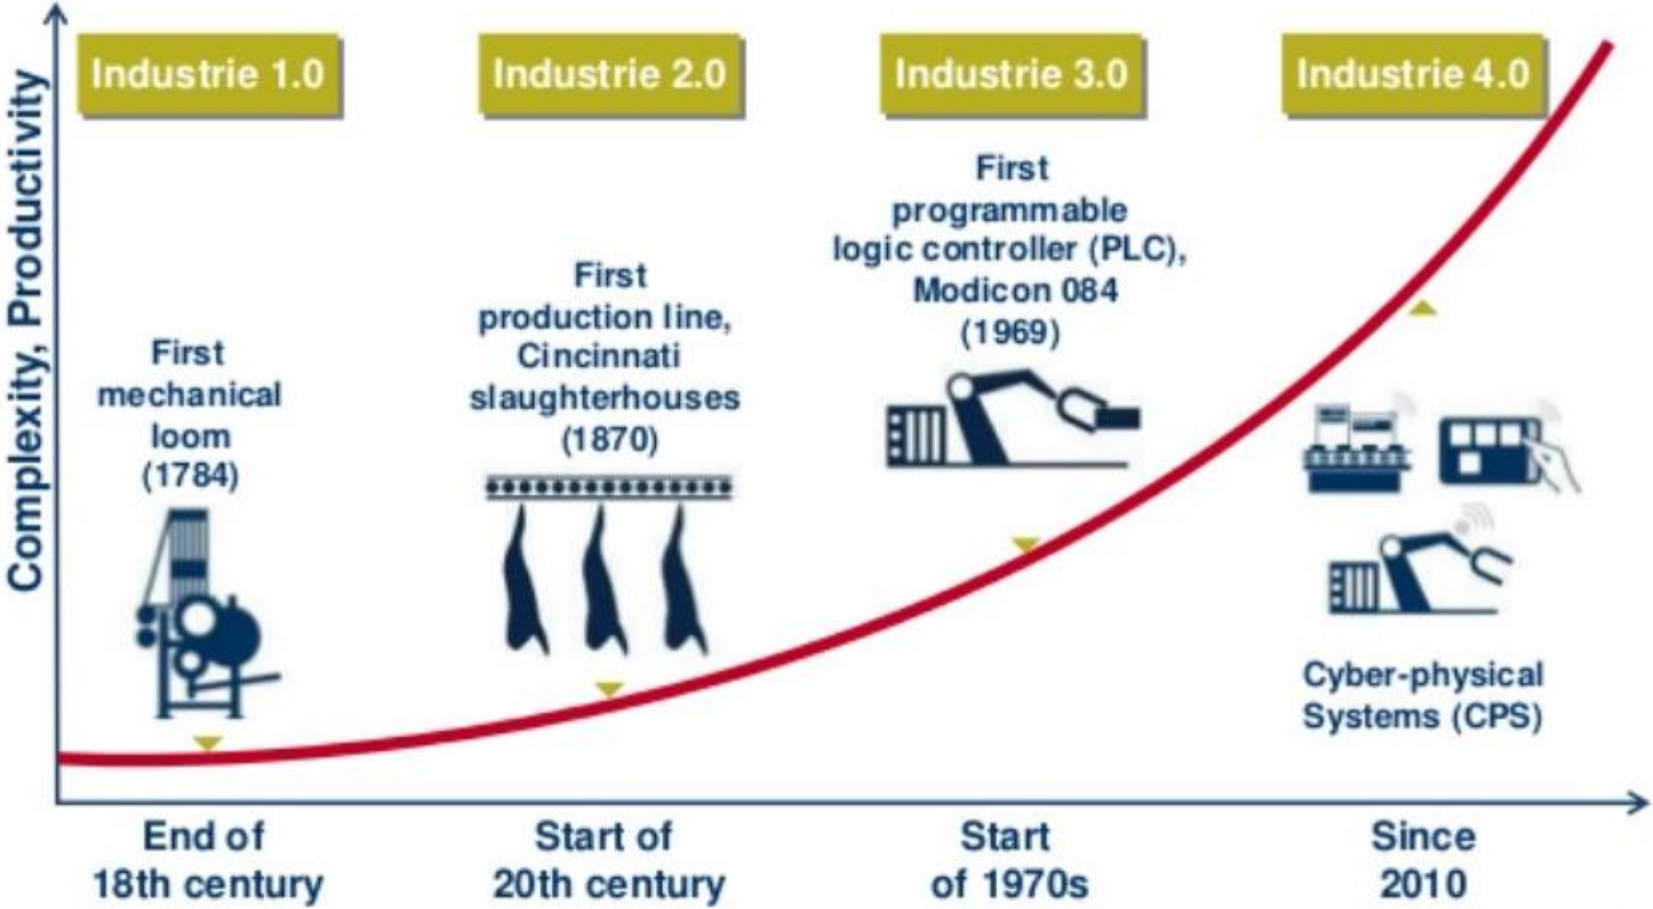 Complexity, Productivity
Industrie 1.0
First
mechanical
loom
(1784)
End of
18th century
Industrie 2.0
First
production line,
Cincinnati
slaughterhouses
(1870)
Start of
20th century
Industrie 3.0
First
programmable
logic controller (PLC),
Modicon 084
(1969)
Start
of 1970s
Industrie 4.0
Cyber-physical
Systems (CPS)
Since
2010